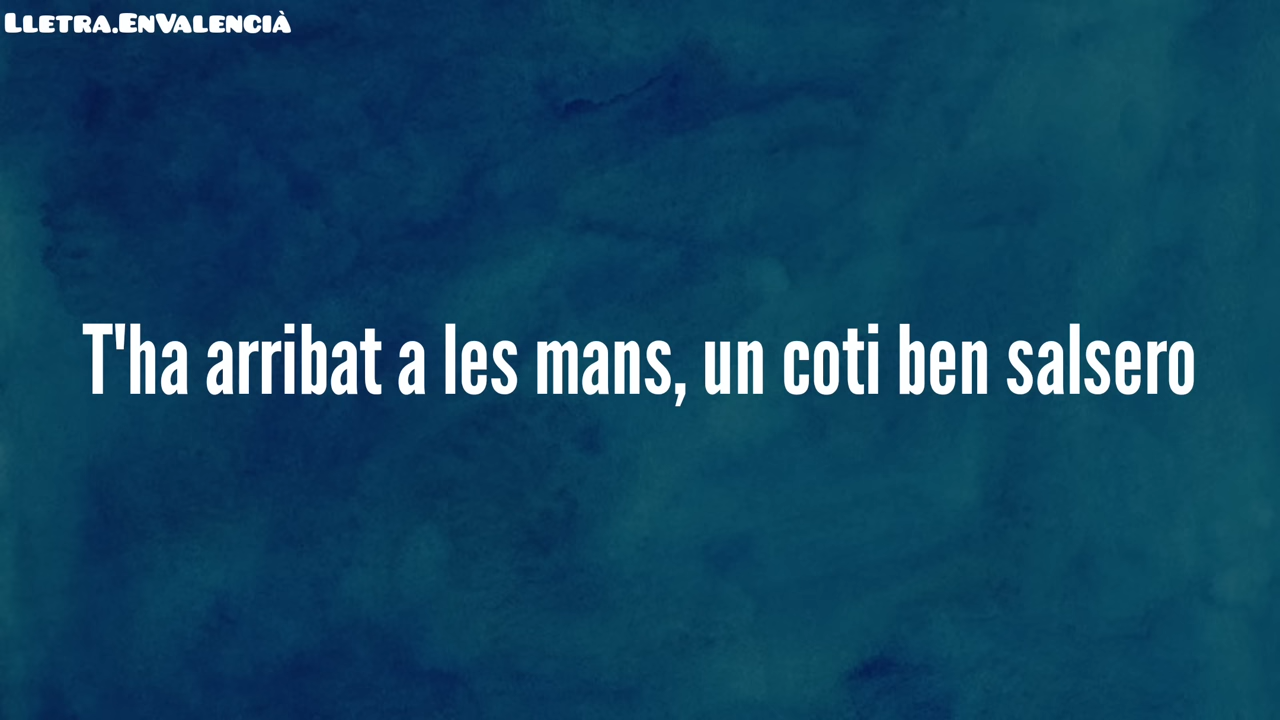 Lletra.EnValencià
T'ha arribat a les mans, un coti ben salsero